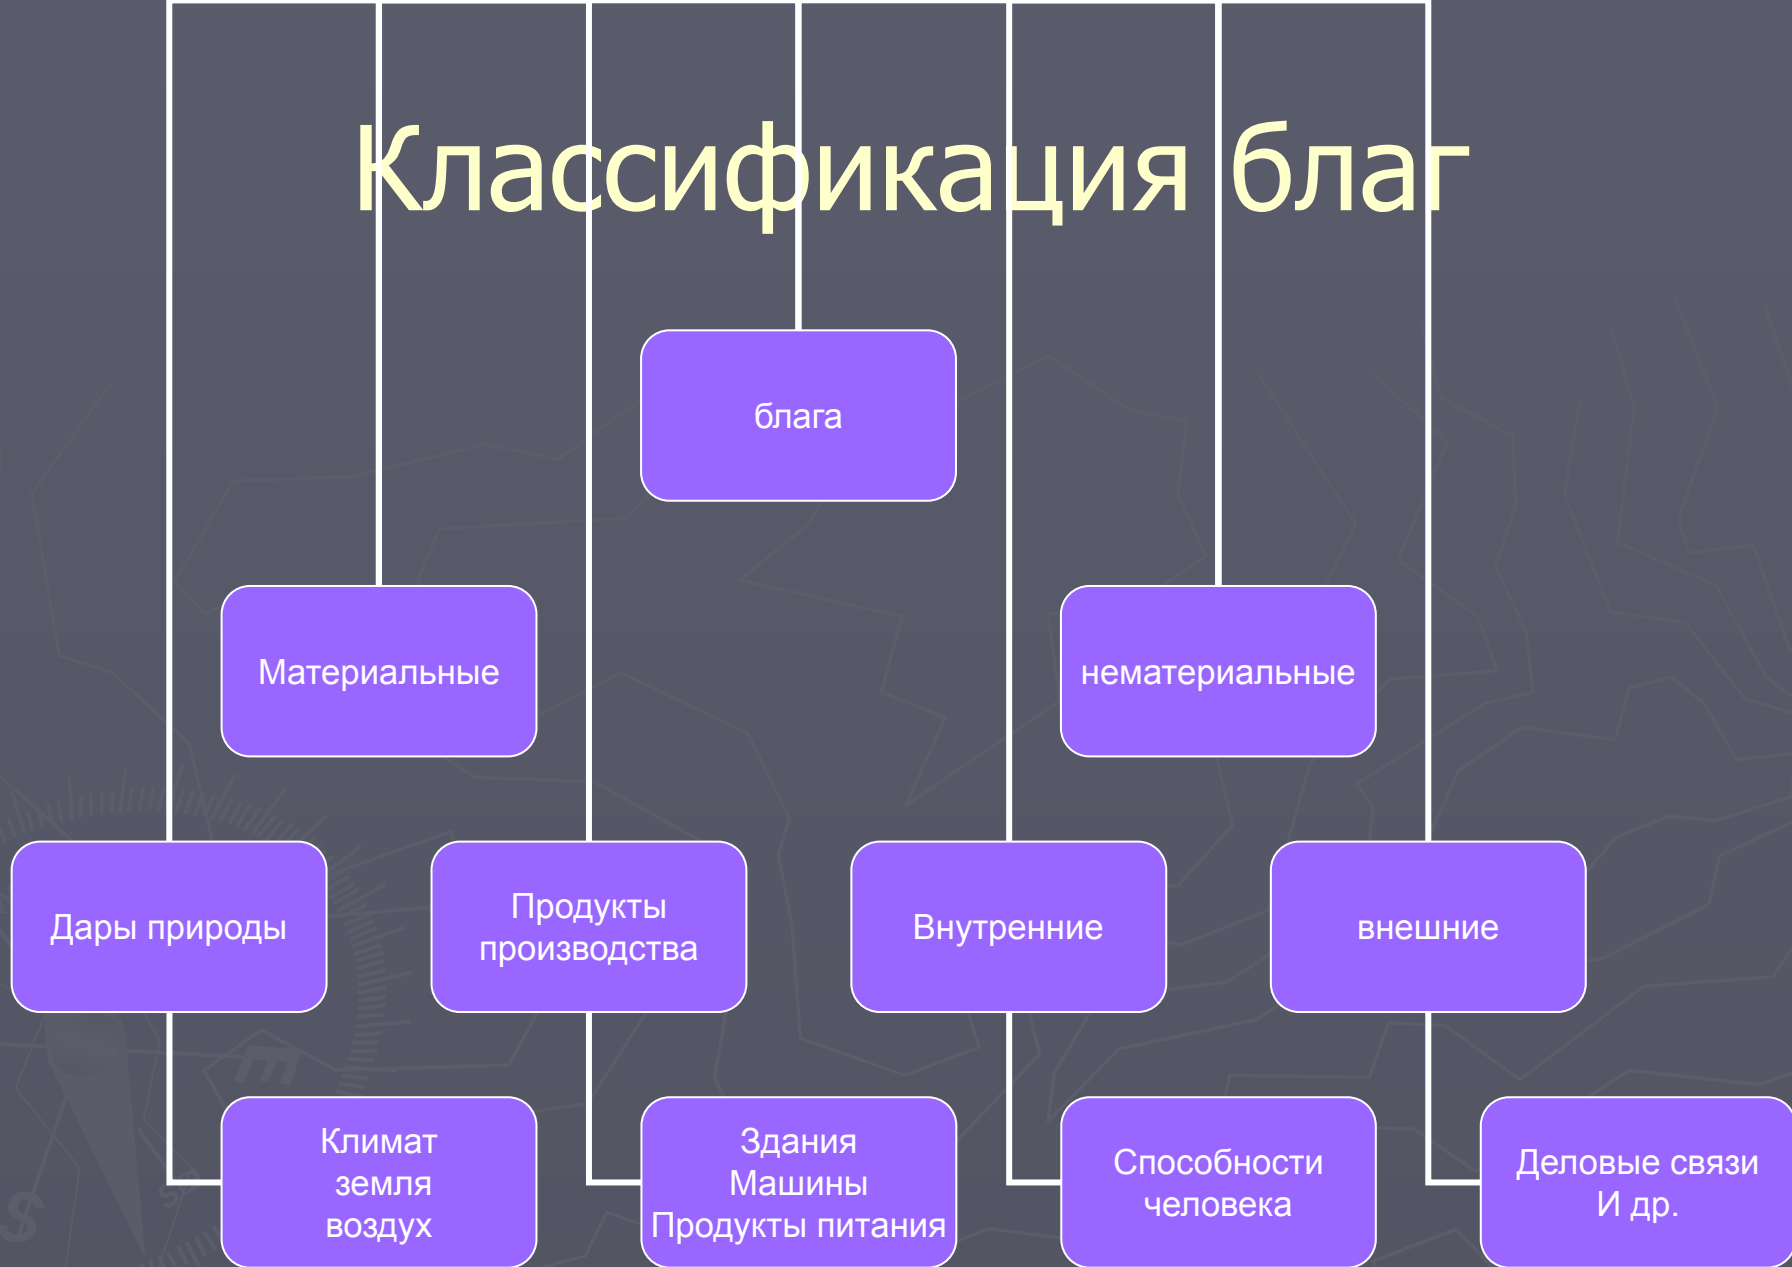 Классификация благ
блага
Материальные
нематериальные
Дары природы
Продукты
производства
Внутренние
внешние
Климат
земля
воздух
Здания
Машины
Продукты питания
Способности
человека
Деловые связи
И др.
E
S
S